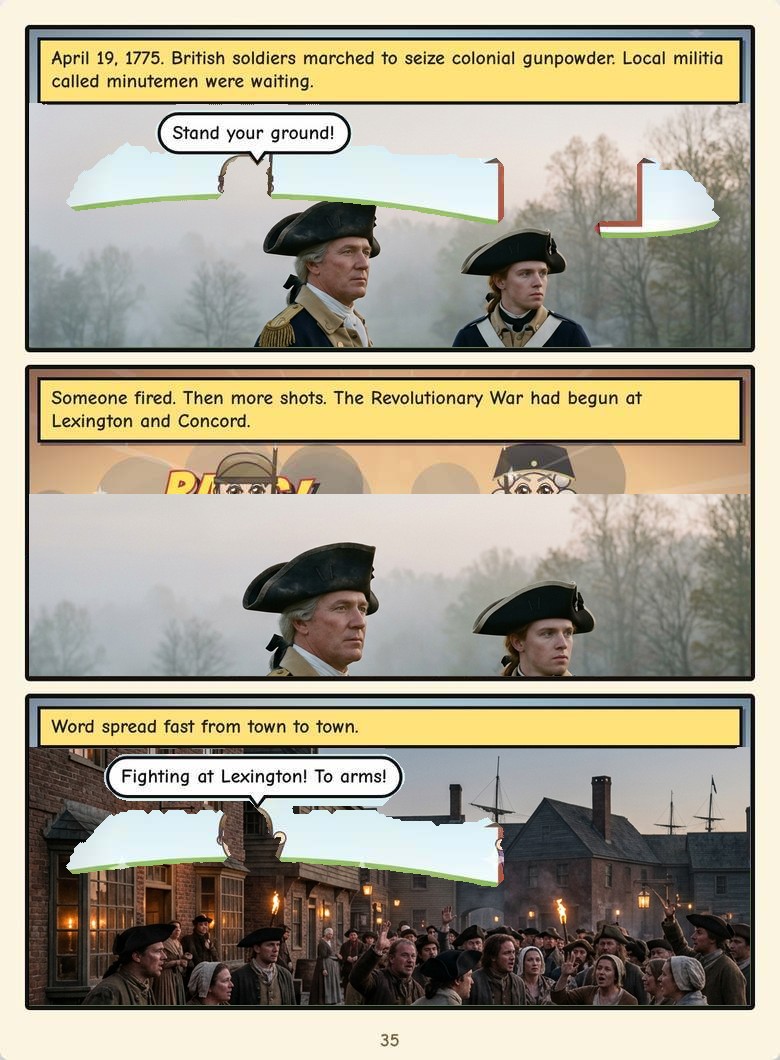 April 19, 1775. British soldiers marched to seize colonial gunpowder. Local militia
called minutemen were waiting.
Stand your ground!
Someone fired. Then more shots. The Revolutionary War had begun at
Lexington and Concord.
Word spread fast from town to town.
Fighting at Lexington! To arms!
35